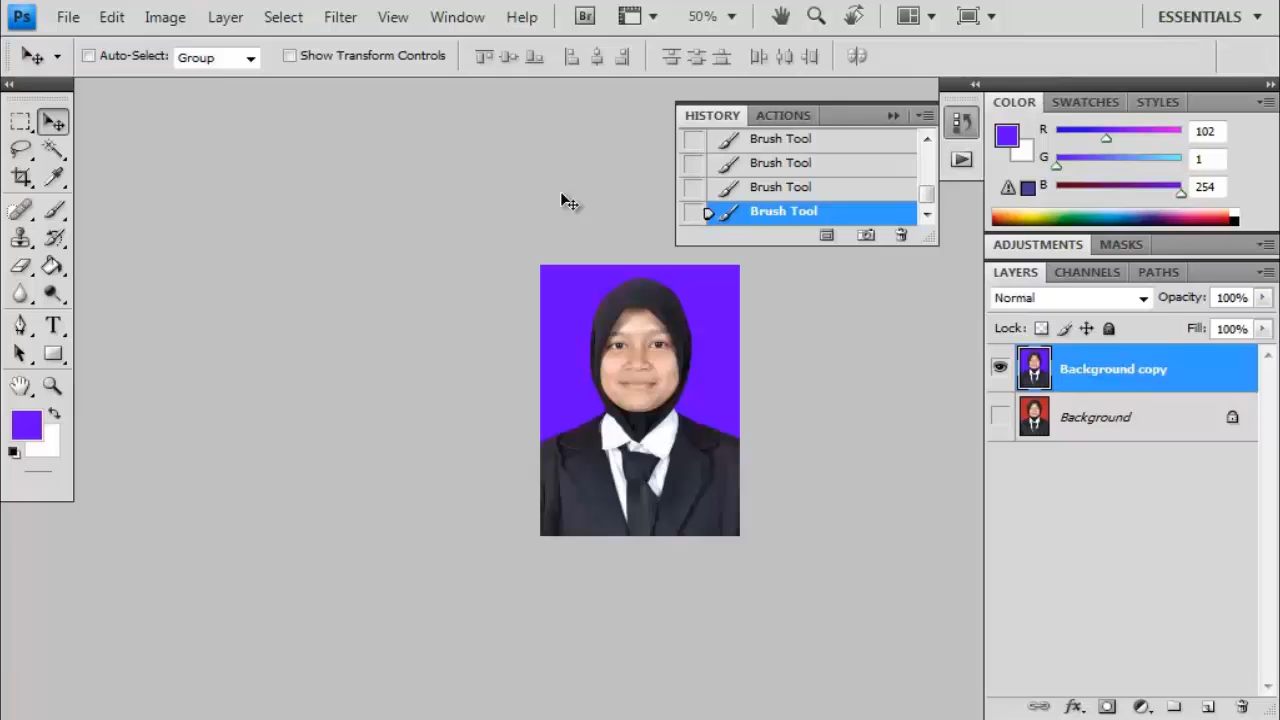 Ps File Edit Image Layer Select Filter View Window Help Br 50% ESSENTIALS
Auto-Select: Group Show Transform Controls
HISTORY ACTIONS
Brush Tool
Brush Tool
Brush Tool
Brush Tool
COLOR SWATCHES STYLES
R 102
G 1
B 254
ADJUSTMENTS MASKS
LAYERS CHANNELS PATHS
Normal Opacity: 100%
Lock: Fill: 100%
Background copy
Background
T
fx